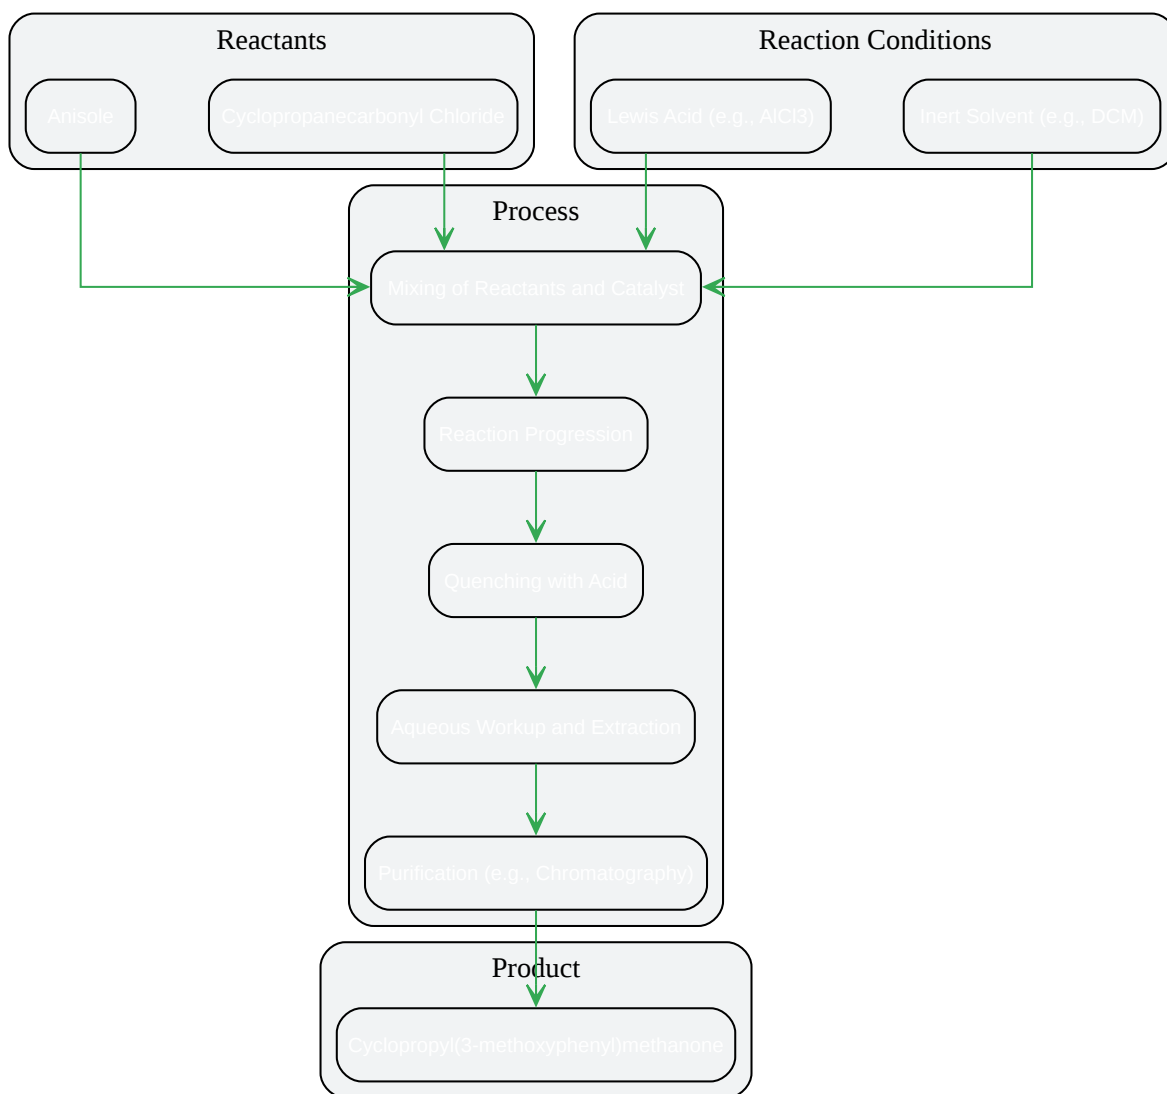 Reactants
Reaction Conditions
Anisole
Cyclopropanecarbonyl Chloride
Lewis Acid (e.g., AlCl3)
Inert Solvent (e.g., DCM)
Process
Mixing of Reactants and Catalyst
Reaction Progression
Quenching with Acid
Aqueous Workup and Extraction
Purification (e.g., Chromatography)
Product
Cyclopropyl(3-methoxyphenyl)methanone